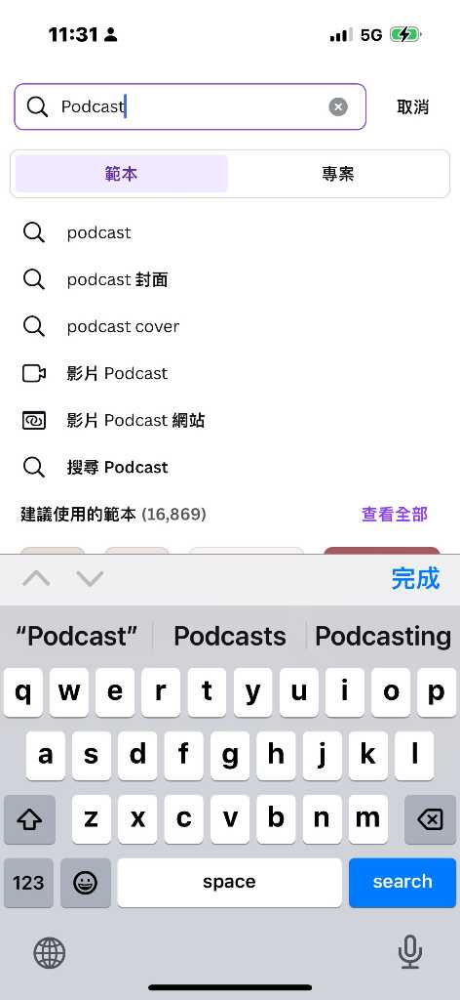 11:31
5G
Podcast
取消
範本
專案
podcast
podcast 封面
podcast cover
影片 Podcast
影片 Podcast 網站
搜尋 Podcast
建議使用的範本 (16,869)
查看全部
完成
“Podcast”
Podcasts
Podcasting
q w e r t y u i o p
a s d f g h j k l
z x c v b n m
123
space
search